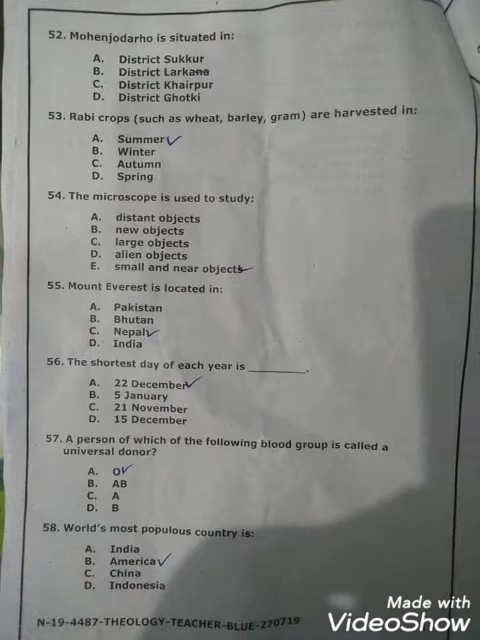 52. Mohenjodarho is situated in:
A. District Sukkur
B. District Larkana
C. District Khairpur
D. District Ghotki
53. Rabi crops (such as wheat, barley, gram) are harvested in:
A. Summer
B. Winter
C. Autumn
D. Spring
54. The microscope is used to study:
A. distant objects
B. new objects
C. large objects
D. alien objects
E. small and near objects
55. Mount Everest is located in:
A. Pakistan
B. Bhutan
C. Nepal
D. India
56. The shortest day of each year is ________.
A. 22 December
B. 5 January
C. 21 November
D. 15 December
57. A person of which of the following blood group is called a
universal donor?
A. O
B. AB
C. A
D. B
58. World's most populous country is:
A. India
B. America
C. China
D. Indonesia
N-19-4487-THEOLOGY-TEACHER-BLUE-270719
Made with
VideoShow